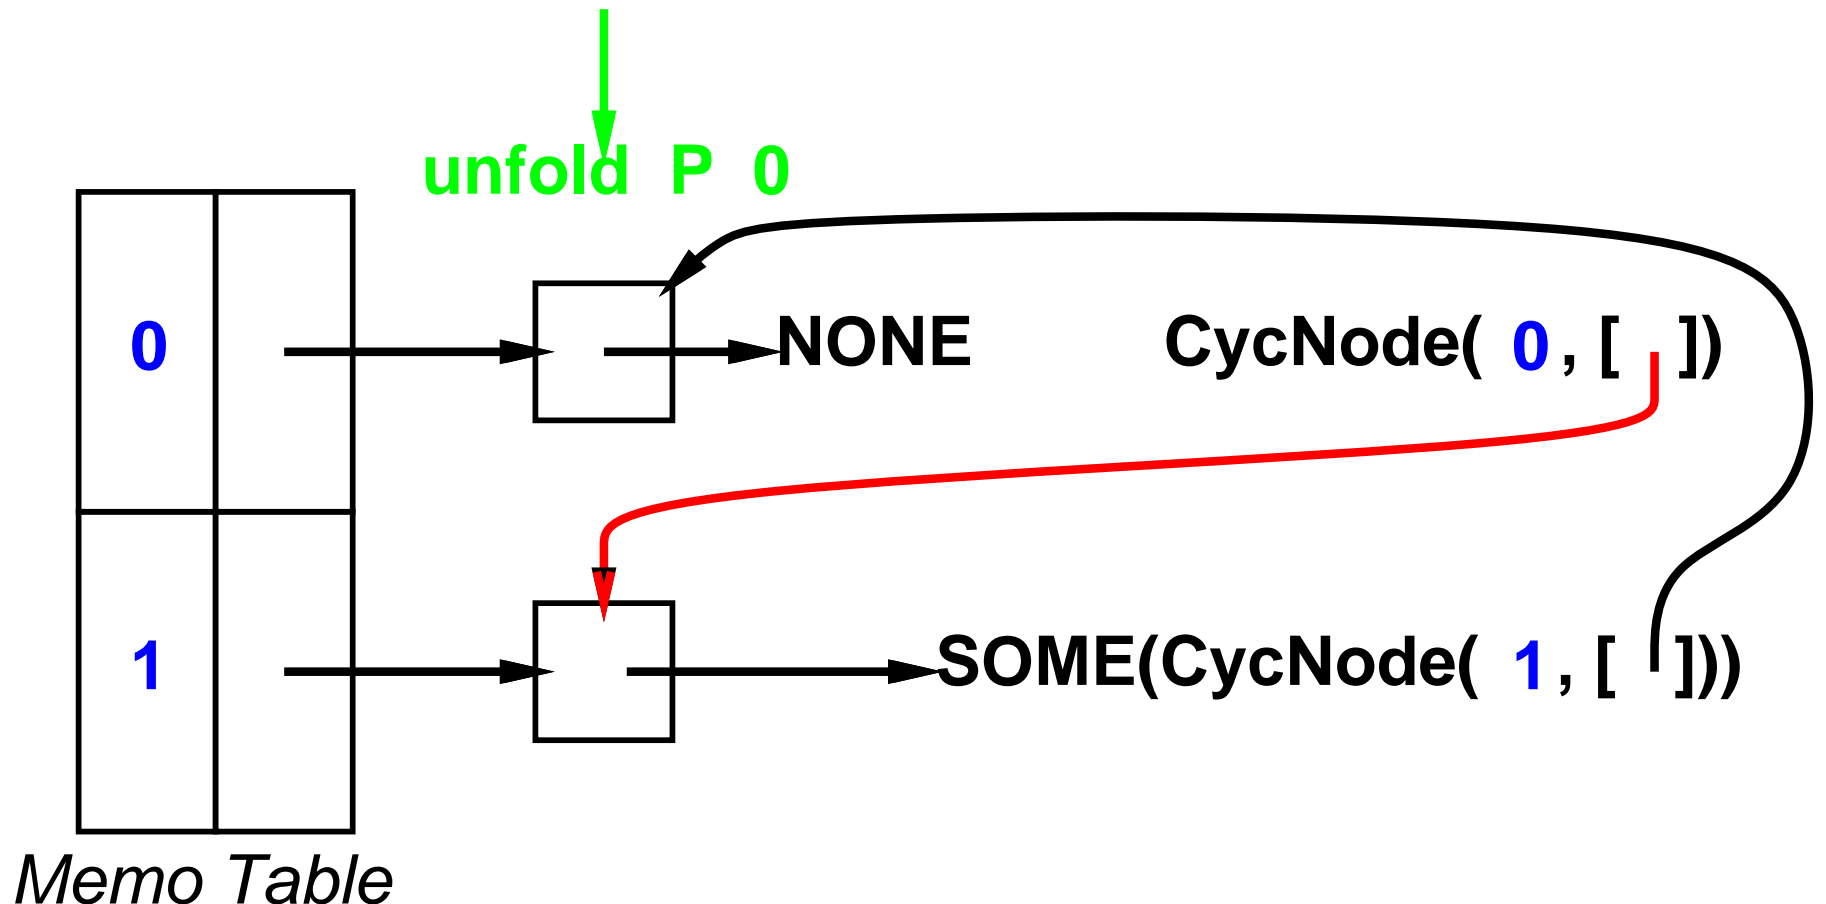 unfold P 0
0 NONE CycNode( 0, [ ])
1 SOME(CycNode( 1, [ ]))
Memo Table